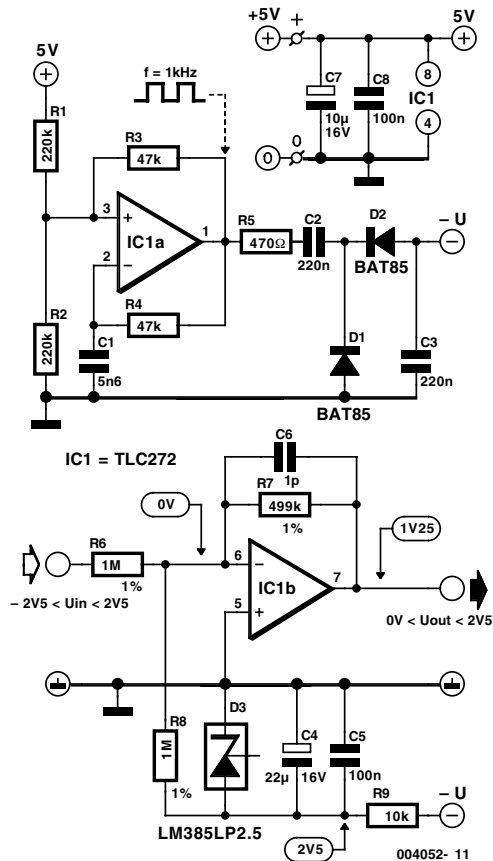 +5V
+
5V
5V
f = 1kHz
C7
10µ
16V
C8
100n
8
IC1
4
0
0
R1
220k
R3
47k
3
+
IC1a
1
2
–
R5
470Ω
C2
220n
D2
BAT85
– U
–
R4
47k
R2
220k
C1
5n6
D1
BAT85
C3
220n
IC1 = TLC272
C6
1p
R7
499k
1%
0V
1V25
R6
1M
1%
6
–
IC1b
7
5
+
– 2V5 < Uin < 2V5
0V < Uout < 2V5
R8
1M
1%
D3
LM385LP2.5
C4
22µ
16V
C5
100n
R9
10k
– U
–
2V5
004052- 11